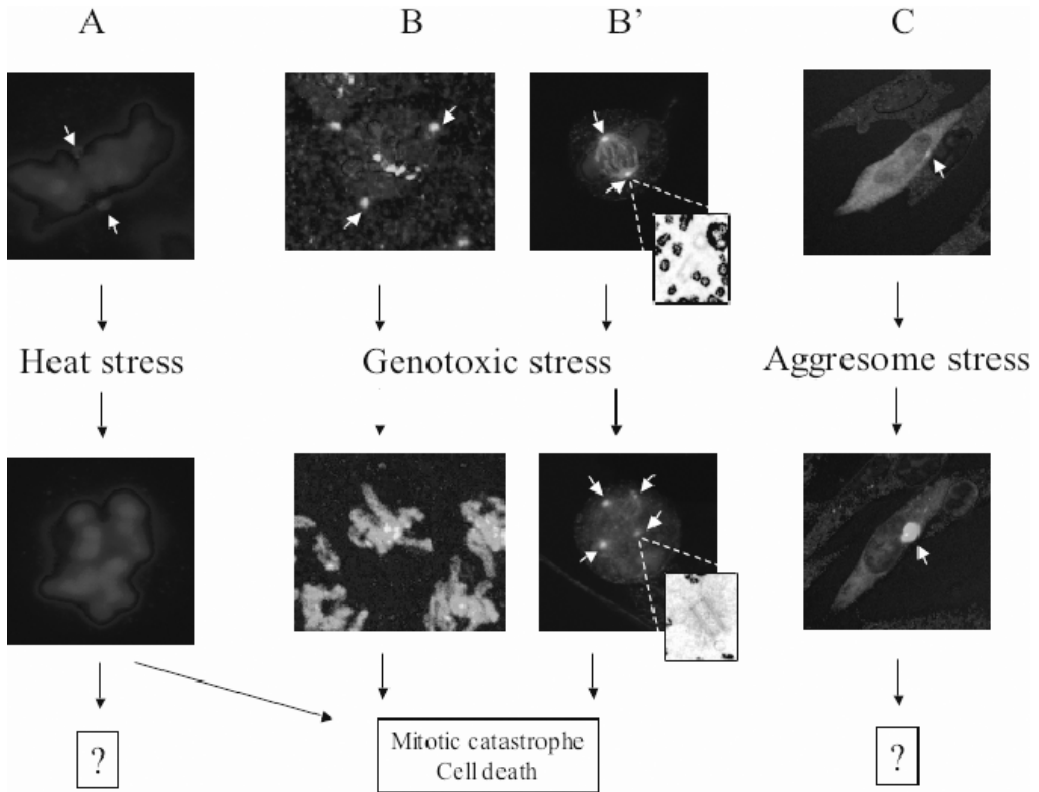 A
B
B’
C
Heat stress
Genotoxic stress
Aggresome stress
?
Mitotic catastrophe
Cell death
?